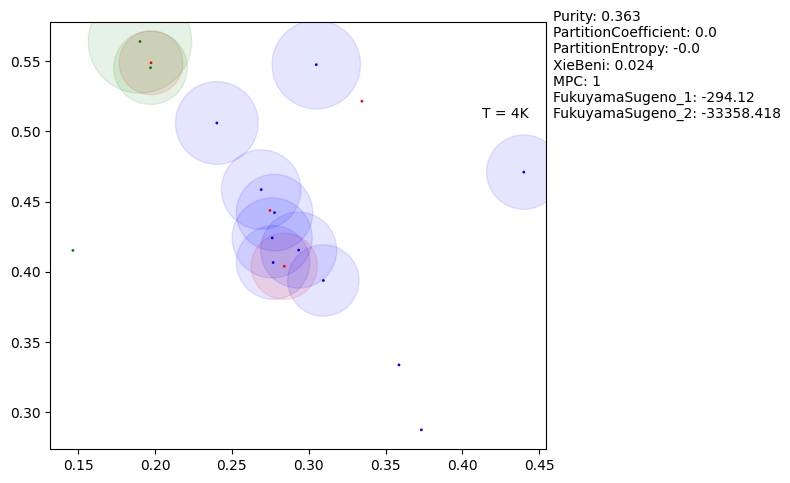 Purity: 0.363
PartitionCoefficient: 0.0
PartitionEntropy: -0.0
XieBeni: 0.024
MPC: 1
FukuyamaSugeno_1: -294.12
FukuyamaSugeno_2: -33358.418
T = 4K
0.55
0.50
0.45
0.40
0.35
0.30
0.15 0.20 0.25 0.30 0.35 0.40 0.45